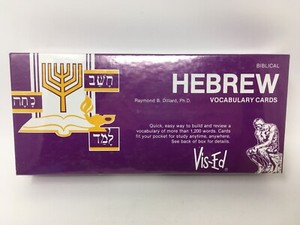 חשב
כתה
למד
BIBLICAL
HEBREW
VOCABULARY CARDS
Raymond B. Dillard, Ph.D.
Quick, easy way to build and review a
vocabulary of more than 1,200 words. Cards
fit your pocket for study anytime, anywhere.
See back of box for details.
Vis-Ed